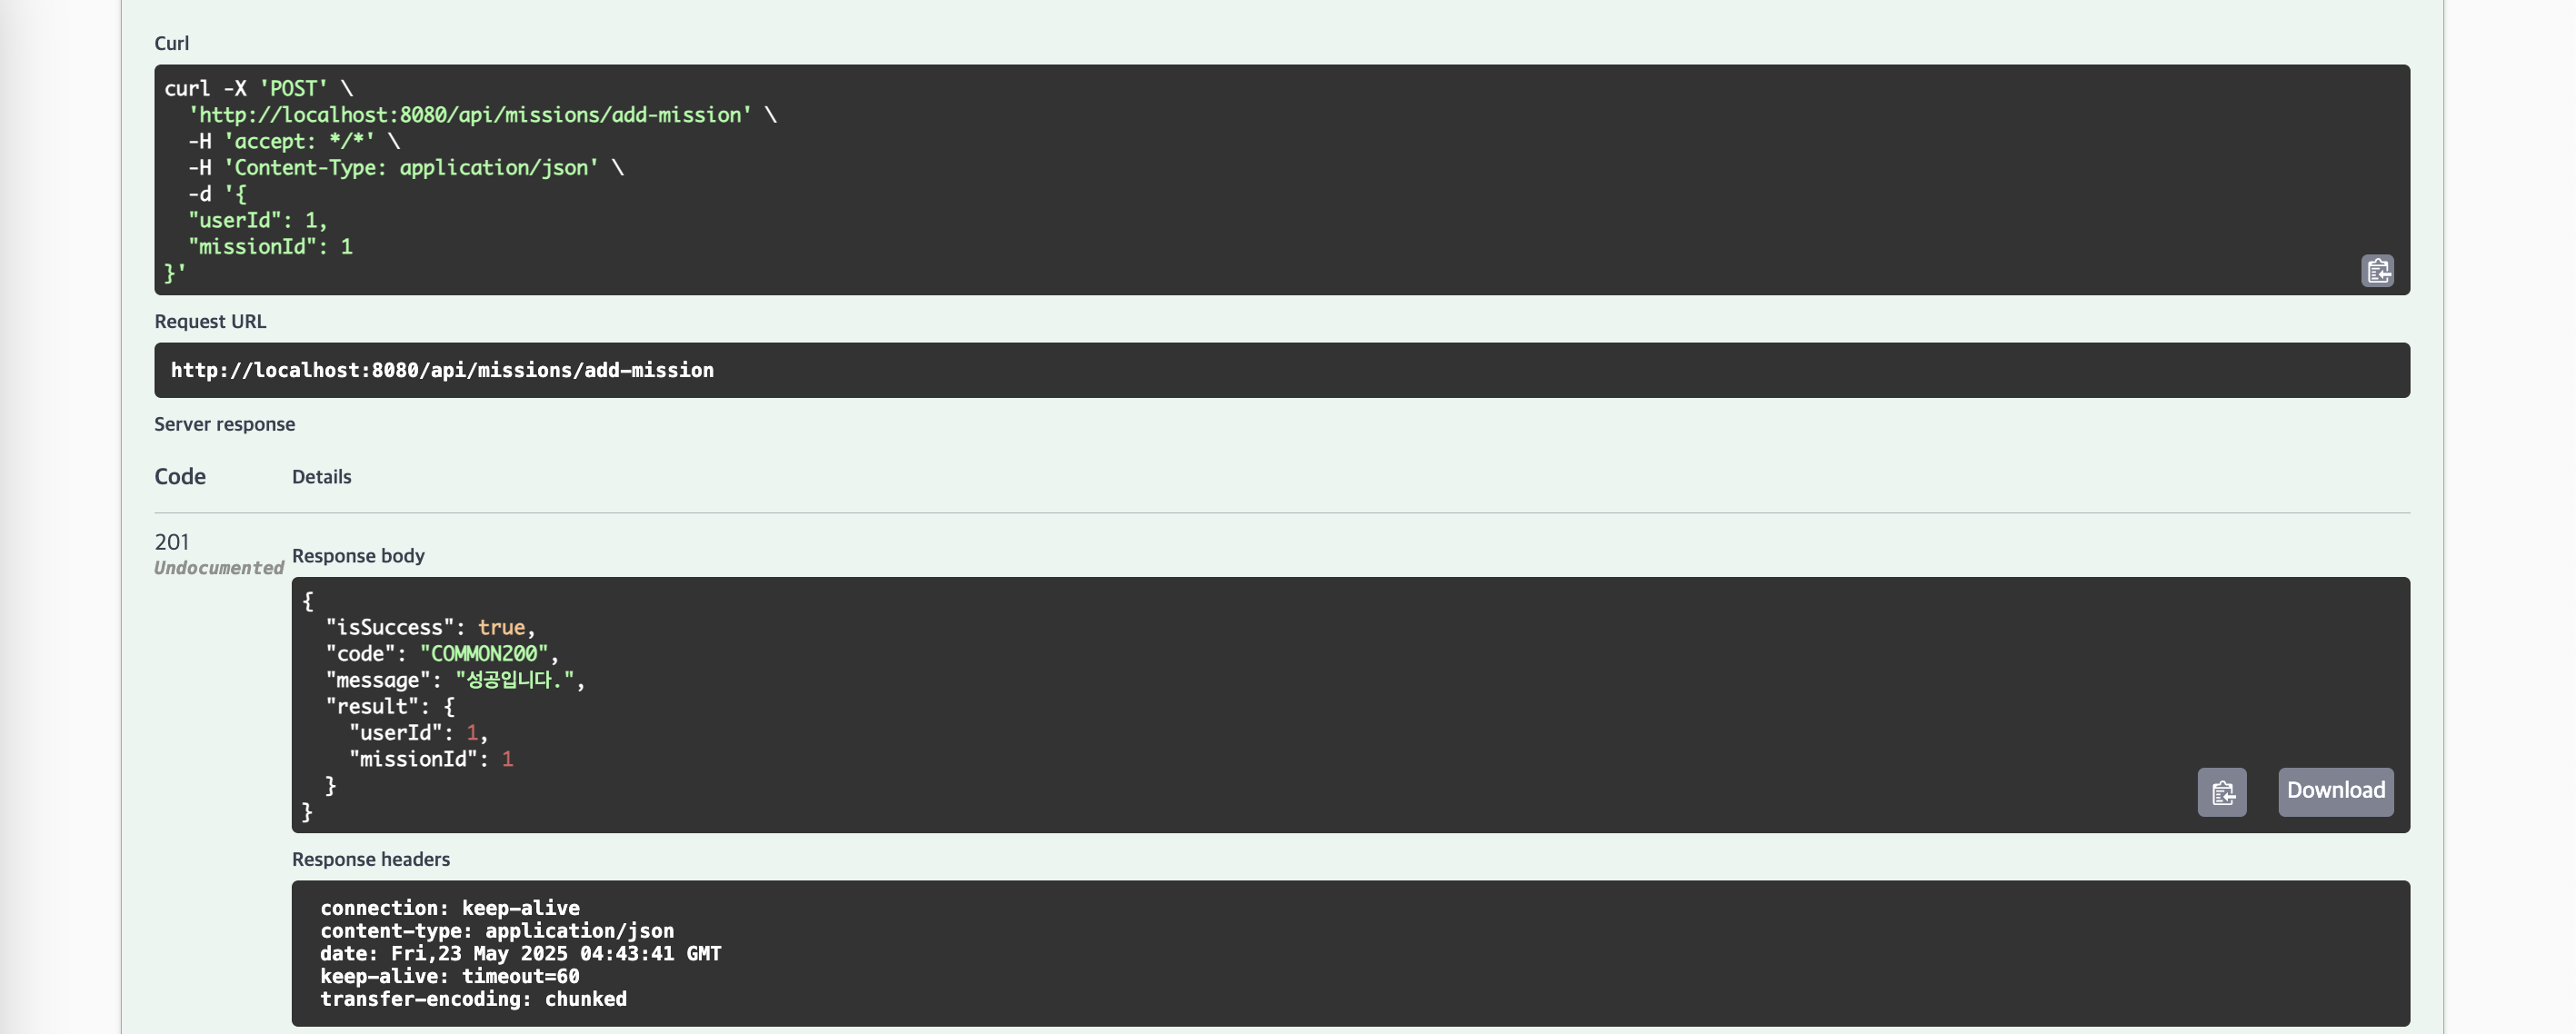 Curl
curl -X 'POST' \
  'http://localhost:8080/api/missions/add-mission' \
  -H 'accept: */*' \
  -H 'Content-Type: application/json' \
  -d '{
  "userId": 1,
  "missionId": 1
}'
Request URL
http://localhost:8080/api/missions/add-mission
Server response
Code Details
201
Undocumented
Response body
{
  "isSuccess": true,
  "code": "COMMON200",
  "message": "성공입니다.",
  "result": {
    "userId": 1,
    "missionId": 1
  }
}
Download
Response headers
connection: keep-alive
content-type: application/json
date: Fri,23 May 2025 04:43:41 GMT
keep-alive: timeout=60
transfer-encoding: chunked